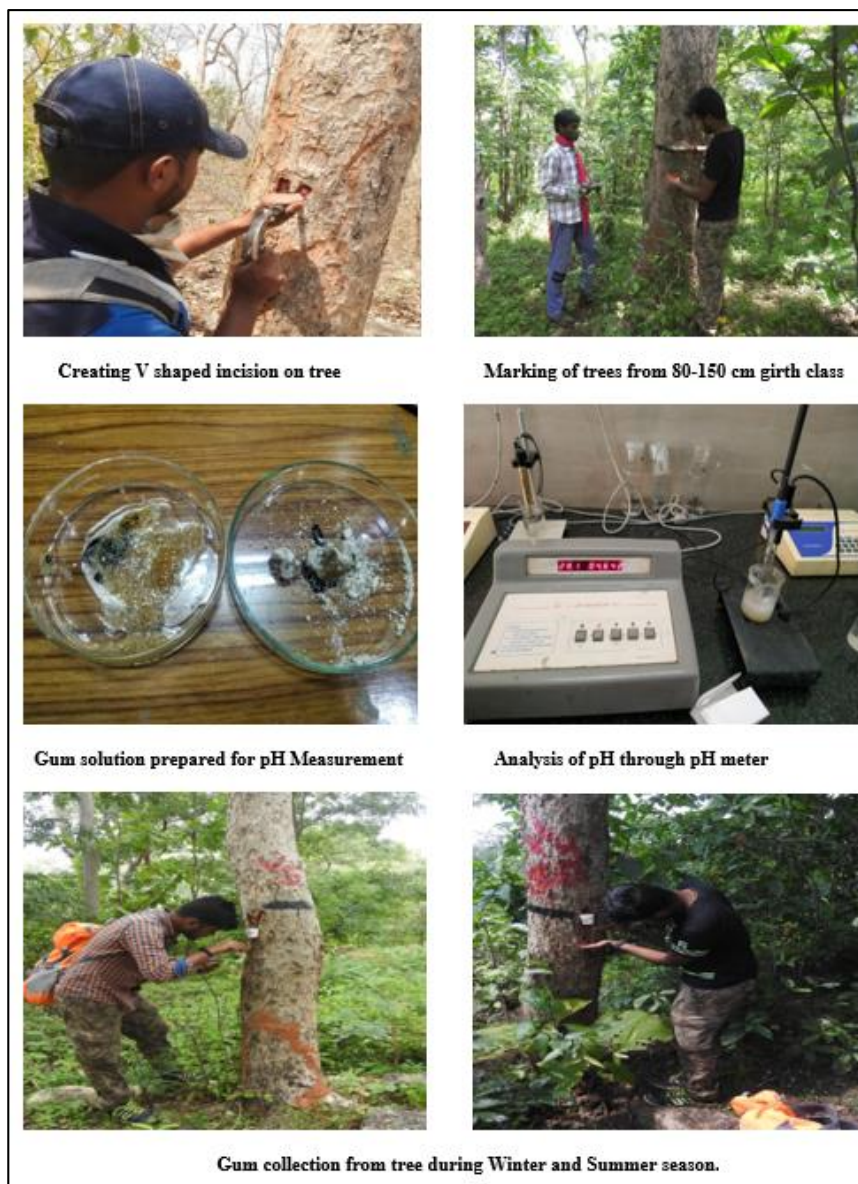 Creating V shaped incision on tree
Marking of trees from 80-150 cm girth class
Gum solution prepared for pH Measurement
Analysis of pH through pH meter
Gum collection from tree during Winter and Summer season.